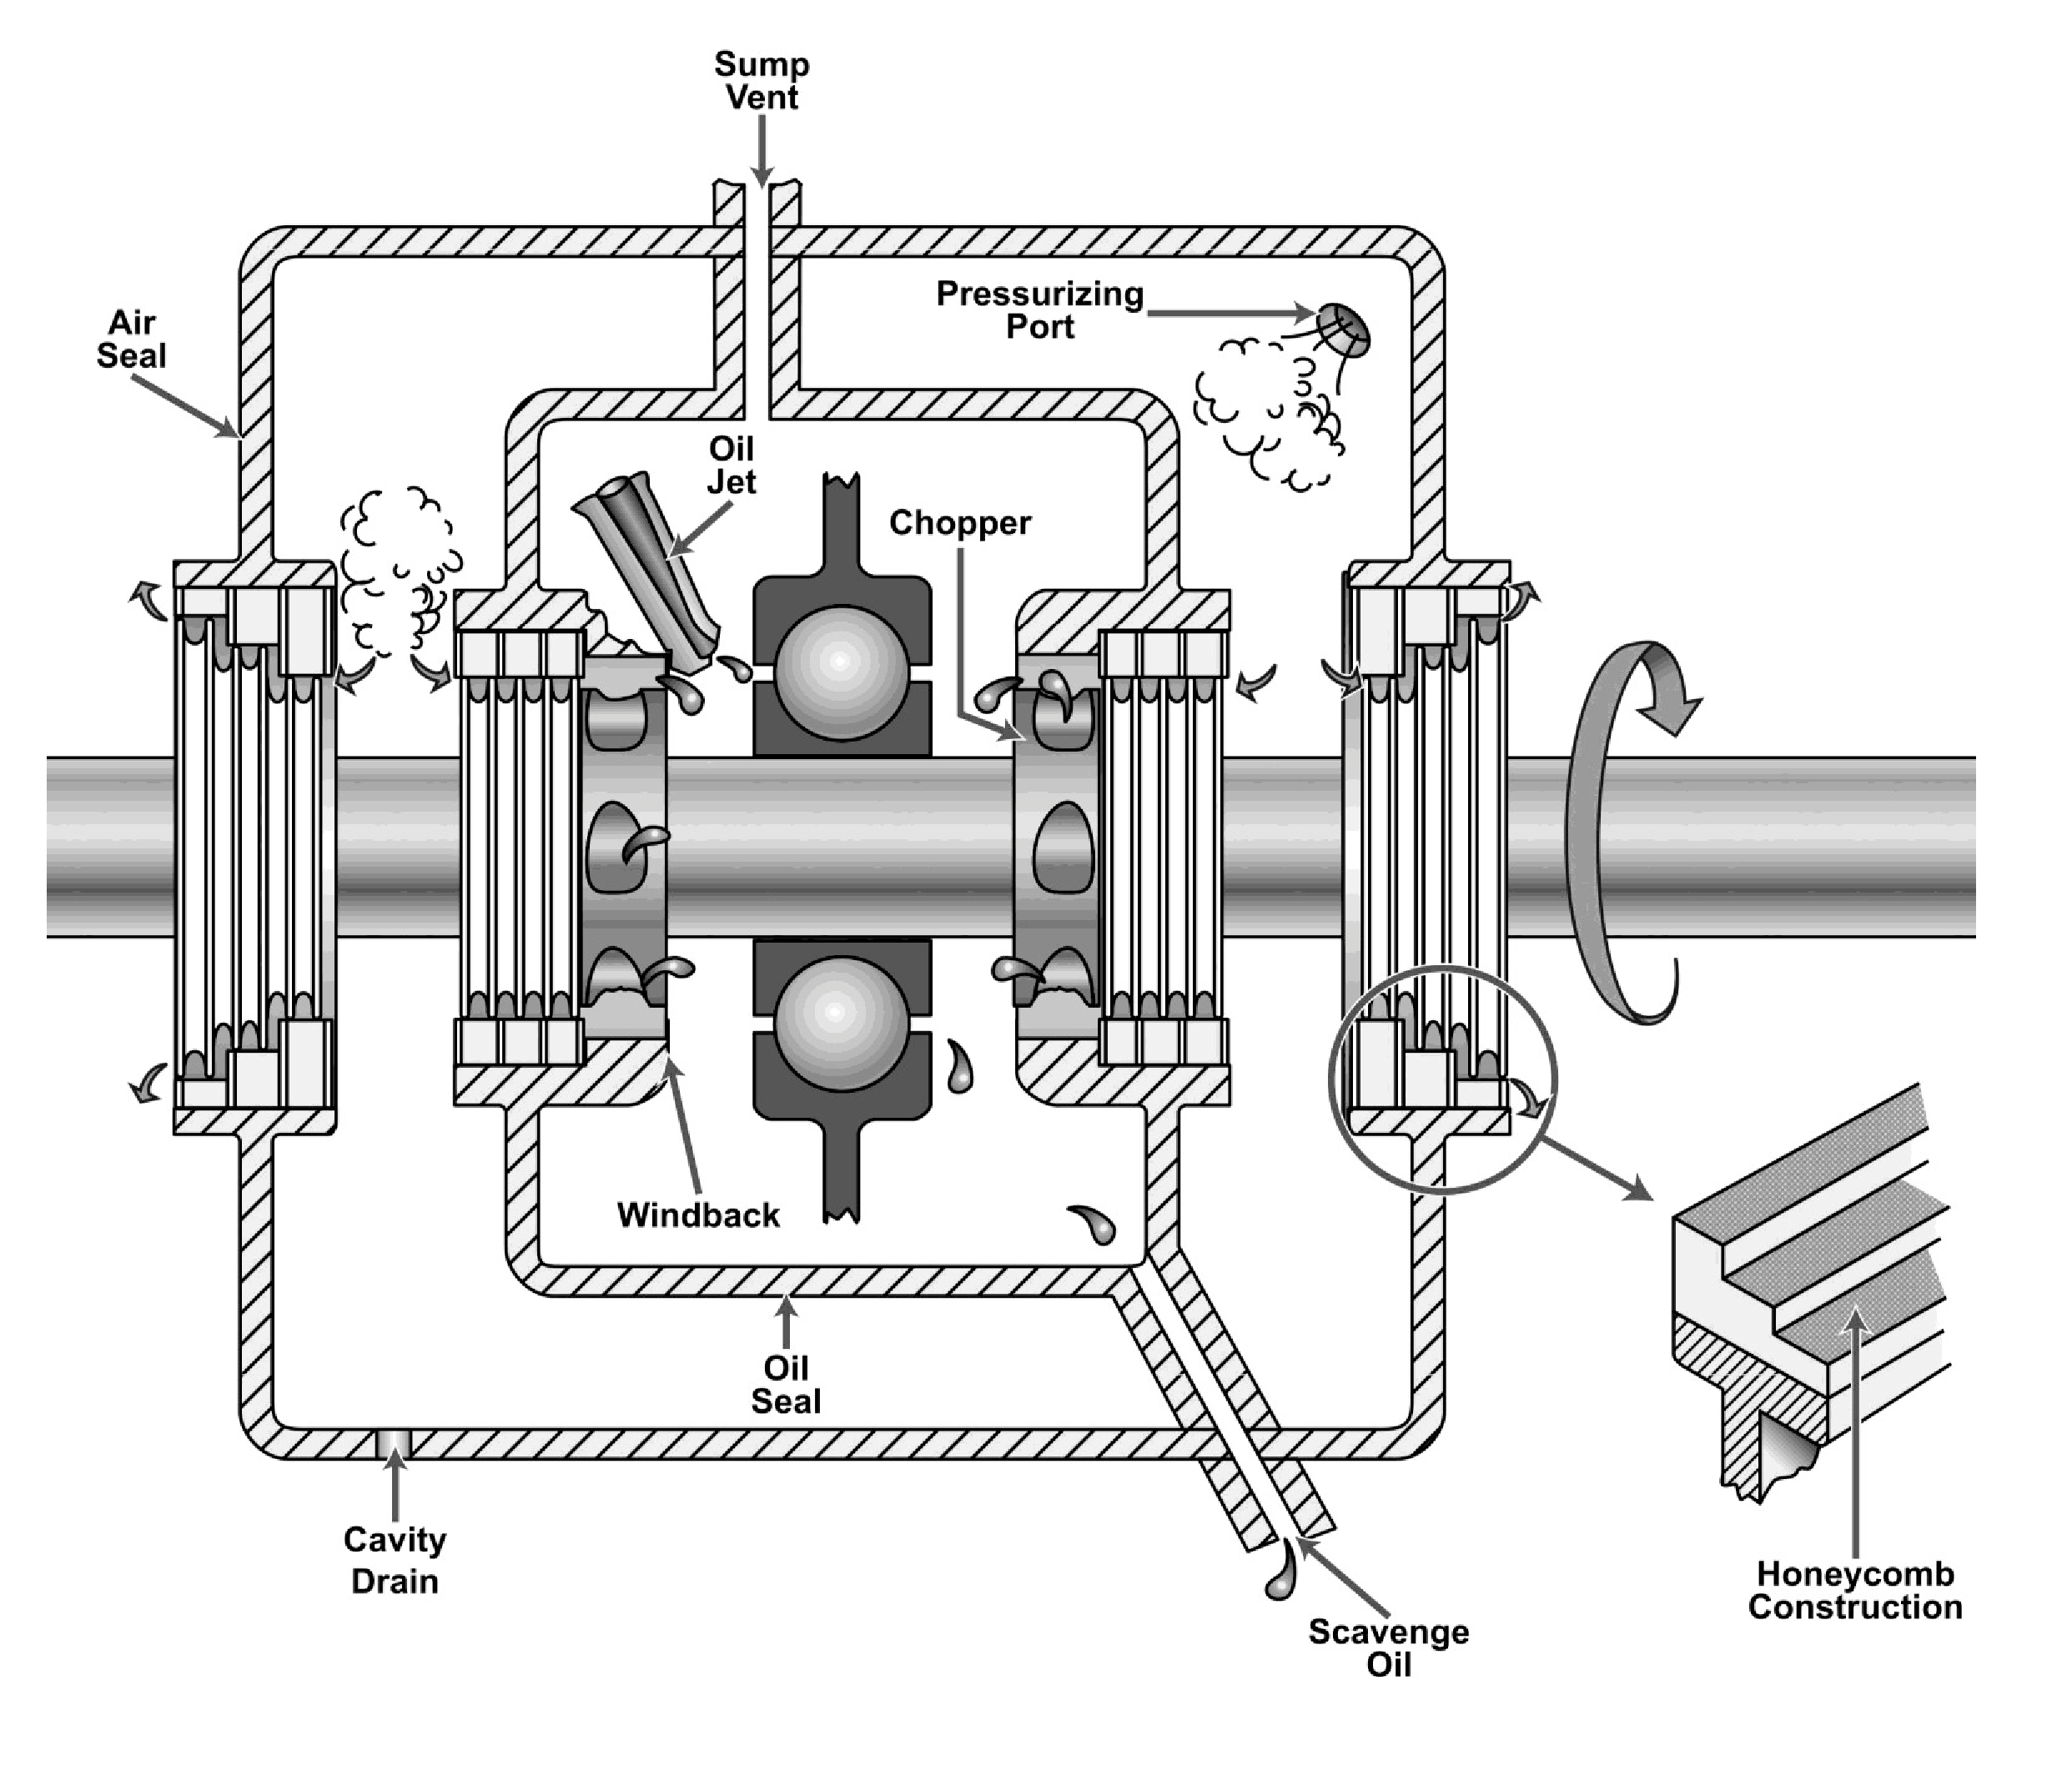 Sump
Vent
Pressurizing
Port
Air
Seal
Oil
Jet
Chopper
Windback
Oil
Seal
Cavity
Drain
Honeycomb
Construction
Scavenge
Oil